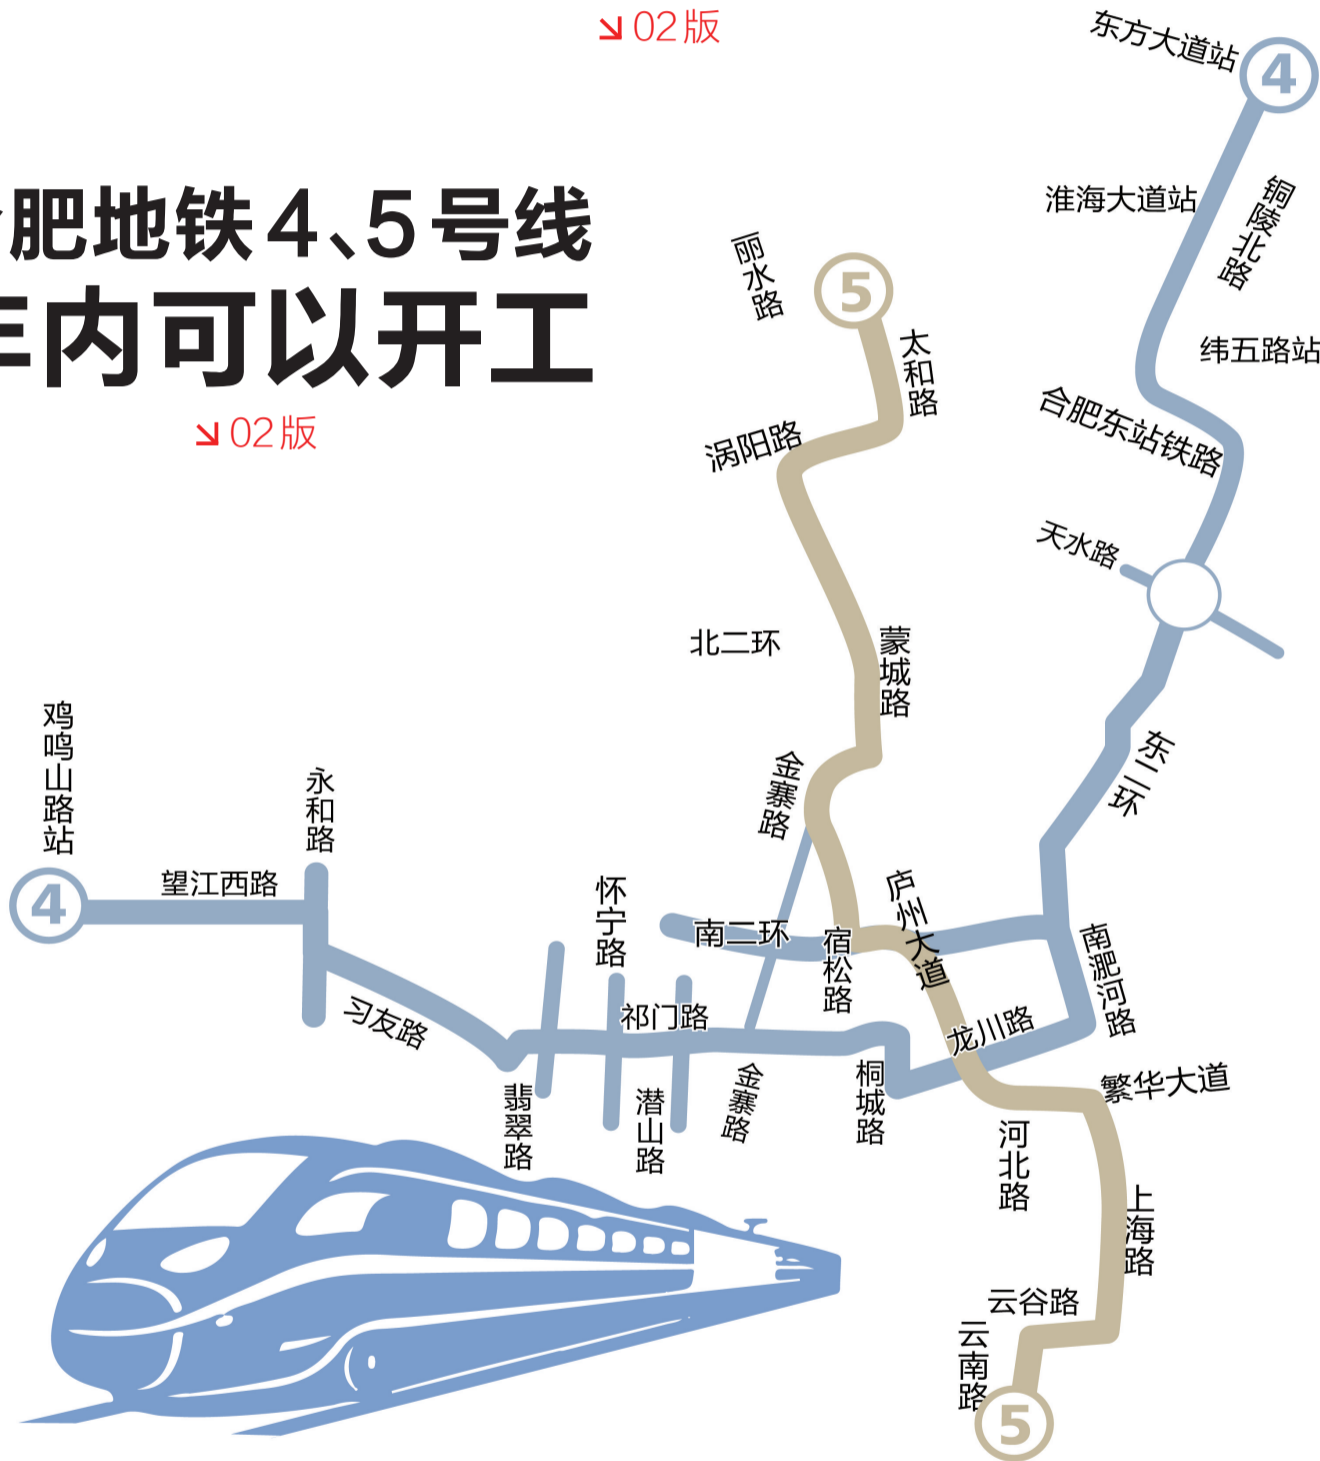 02版
肥地铁4、5号线
年内可以开工
02版
东方大道站
4
淮海大道站
铜陵北路
丽水路
5
太和路
纬五路站
合肥东站铁路
涡阳路
天水路
北二环
蒙城路
鸡鸣山路站
永和路
金寨路
东二环
望江西路
4
怀宁路
庐州大道
南二环
宿松路
南淝河路
习友路
祁门路
龙川路
翡翠路
潜山路
金寨路
桐城路
繁华大道
河北路
上海路
云谷路
云南路
5